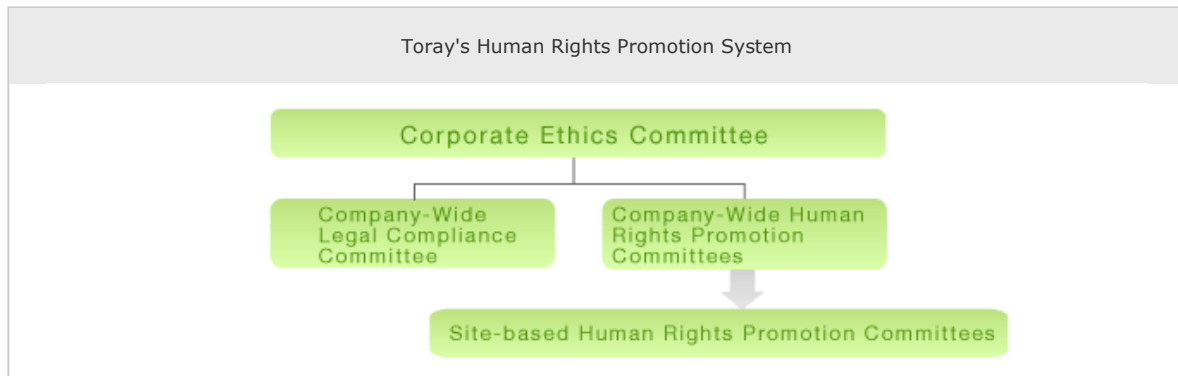 Toray's Human Rights Promotion System
Corporate Ethics Committee
Company-Wide
Legal Compliance
Committee
Company-Wide Human
Rights Promotion
Committees
Site-based Human Rights Promotion Committees